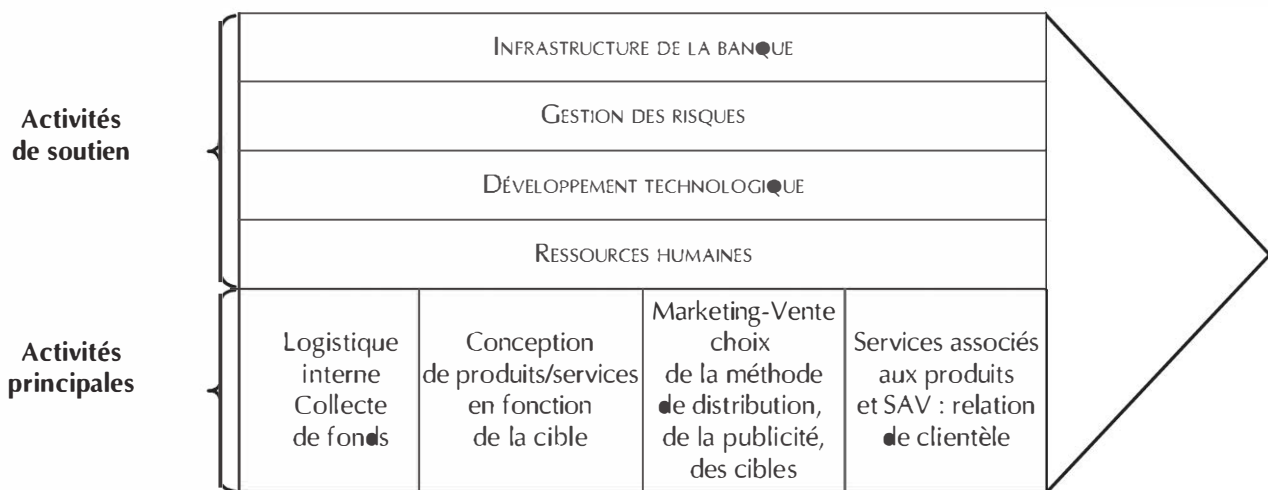 INFRASTRUCTURE DE LA BANQUE
GESTION DES RISQUES
Activités
de soutien
DÉVELOPPEMENT TECHNOLOGIQUE
RESSOURCES HUMAINES
Activités
principales
Logistique
interne
Collecte
de fonds
Conception
de produits/services
en fonction
de la cible
Marketing-Vente
choix
de la méthode
de distribution,
de la publicité,
des cibles
Services associés
aux produits
et SAV : relation
de clientèle